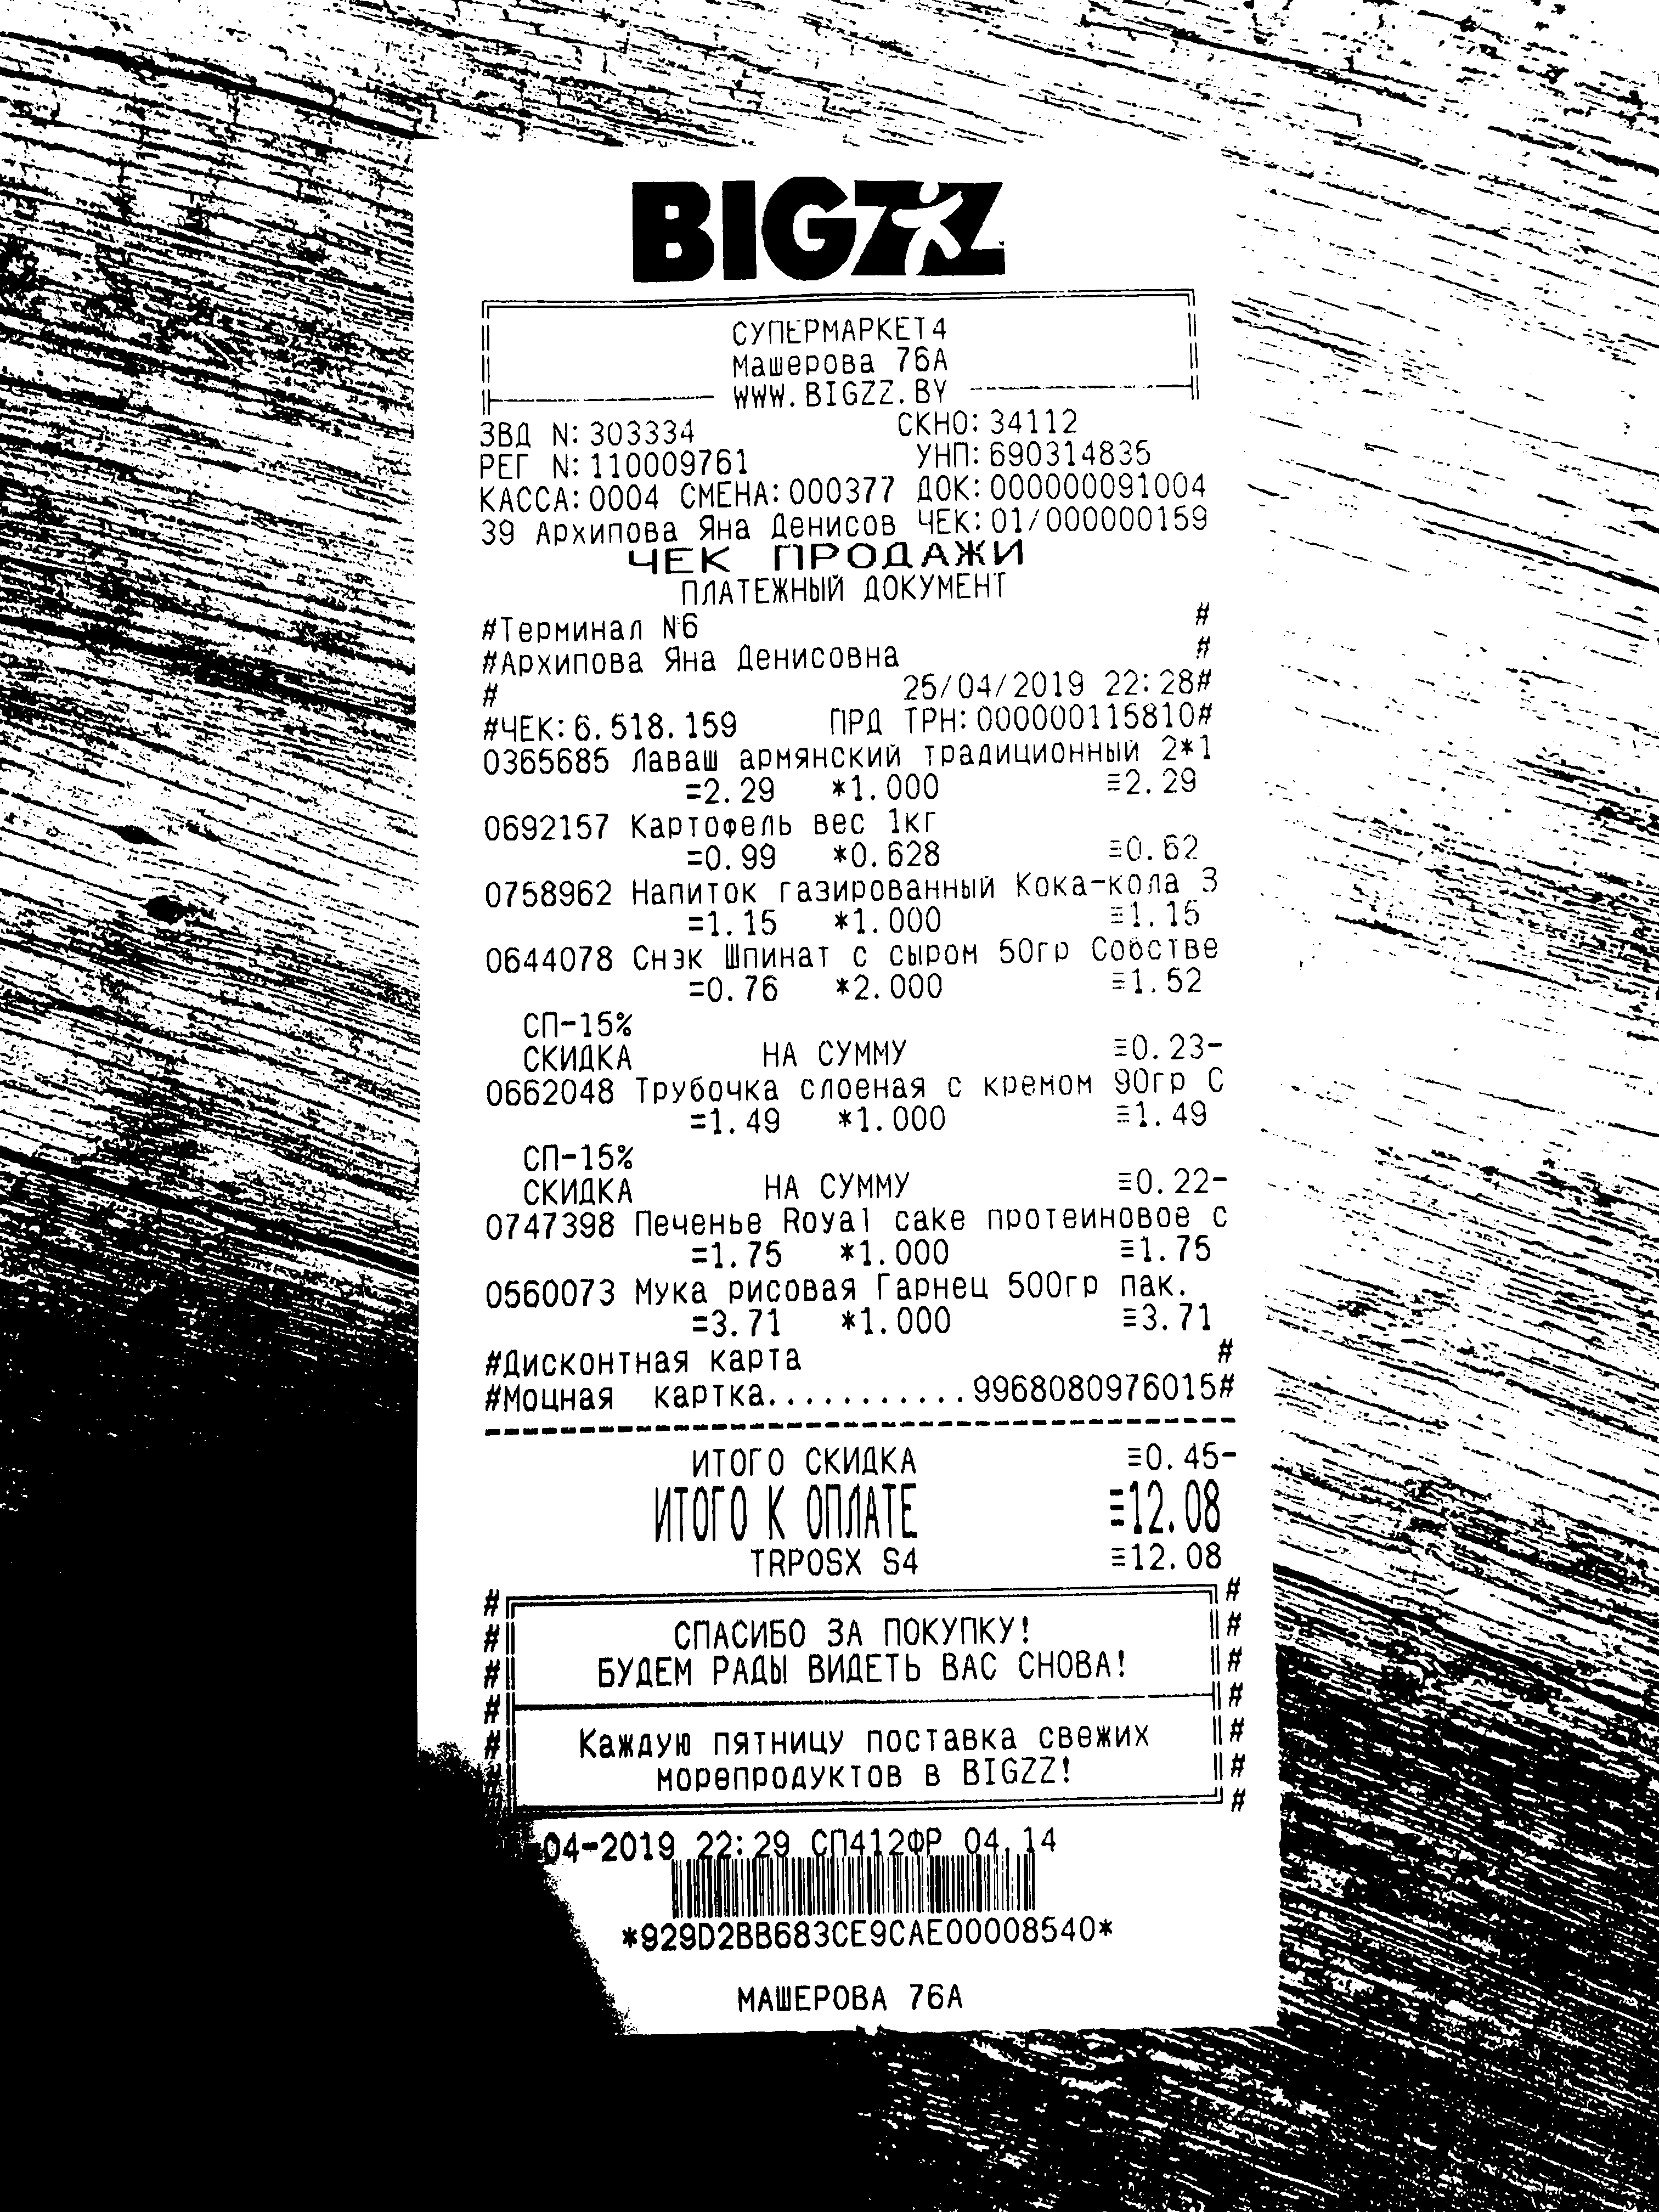 BIGZZ
СУПЕРМАРКЕТ4
Машерова 76А
WWW.BIGZZ.BY
ЗВД N:303334 СКНО:34112
РЕГ N:110009761 УНП:690314835
КАССА:0004 СМЕНА:000377 ДОК:000000091004
39 Архипова Яна Денисов ЧЕК:01/000000159
ЧЕК ПРОДАЖИ
ПЛАТЕЖНЫЙ ДОКУМЕНТ
#Терминал N6 #
#Архипова Яна Денисовна #
# 25/04/2019 22:28#
#ЧЕК:6.518.159 ПРД ТРН:000000115810#
0365685 Лаваш армянский традиционный 2*1
=2.29 *1.000 ≡2.29
0692157 Картофель вес 1кг
=0.99 *0.628 ≡0.62
0758962 Напиток газированный Кока-кола 3
=1.15 *1.000 ≡1.15
0644078 Снэк Шпинат с сыром 50гр Собстве
=0.76 *2.000 ≡1.52
СП-15%
СКИДКА НА СУММУ ≡0.23-
0662048 Трубочка слоеная с кремом 90гр С
=1.49 *1.000 ≡1.49
СП-15%
СКИДКА НА СУММУ ≡0.22-
0747398 Печенье Royal cake протеиновое с
=1.75 *1.000 ≡1.75
0560073 Мука рисовая Гарнец 500гр пак.
=3.71 *1.000 ≡3.71
#Дисконтная карта #
#Моцная картка...........9968080976015#
ИТОГО СКИДКА ≡0.45-
ИТОГО К ОПЛАТЕ ≡12.08
TRPOSX S4 ≡12.08
# #
# СПАСИБО ЗА ПОКУПКУ! #
# БУДЕМ РАДЫ ВИДЕТЬ ВАС СНОВА! #
# #
# Каждую пятницу поставка свежих #
# морепродуктов в BIGZZ! #
#
-04-2019 22:29 СП412ФР 04.14
*929D2BB683CE9CAE00008540*
МАШЕРОВА 76А